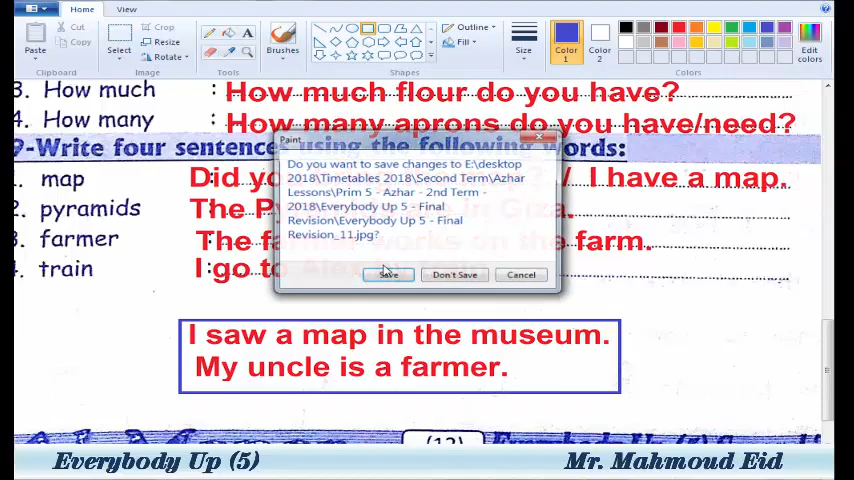 Home
View
Paste
Cut
Copy
Clipboard
Select
Crop
Resize
Rotate
Image
Tools
Brushes
Shapes
Outline
Fill
Size
Color
1
Color
2
Colors
Edit
colors
3. How much : How much flour do you have?
4. How many : How many aprons do you have/need?
9-Write four sentences using the following words:
1. map Did yo / I have a map.
2. pyramids The P are in Giza.
3. farmer The farmer works on the farm.
4. train I go to Alex by train.
Paint
Do you want to save changes to E:\desktop
2018\Timetables 2018\Second Term\Azhar
Lessons\Prim 5 - Azhar - 2nd Term -
2018\Everybody Up 5 - Final
Revision\Everybody Up 5 - Final
Revision_11.jpg?
Save
Don't Save
Cancel
I saw a map in the museum.
My uncle is a farmer.
(12)
Everybody Up (5)
Mr. Mahmoud Eid